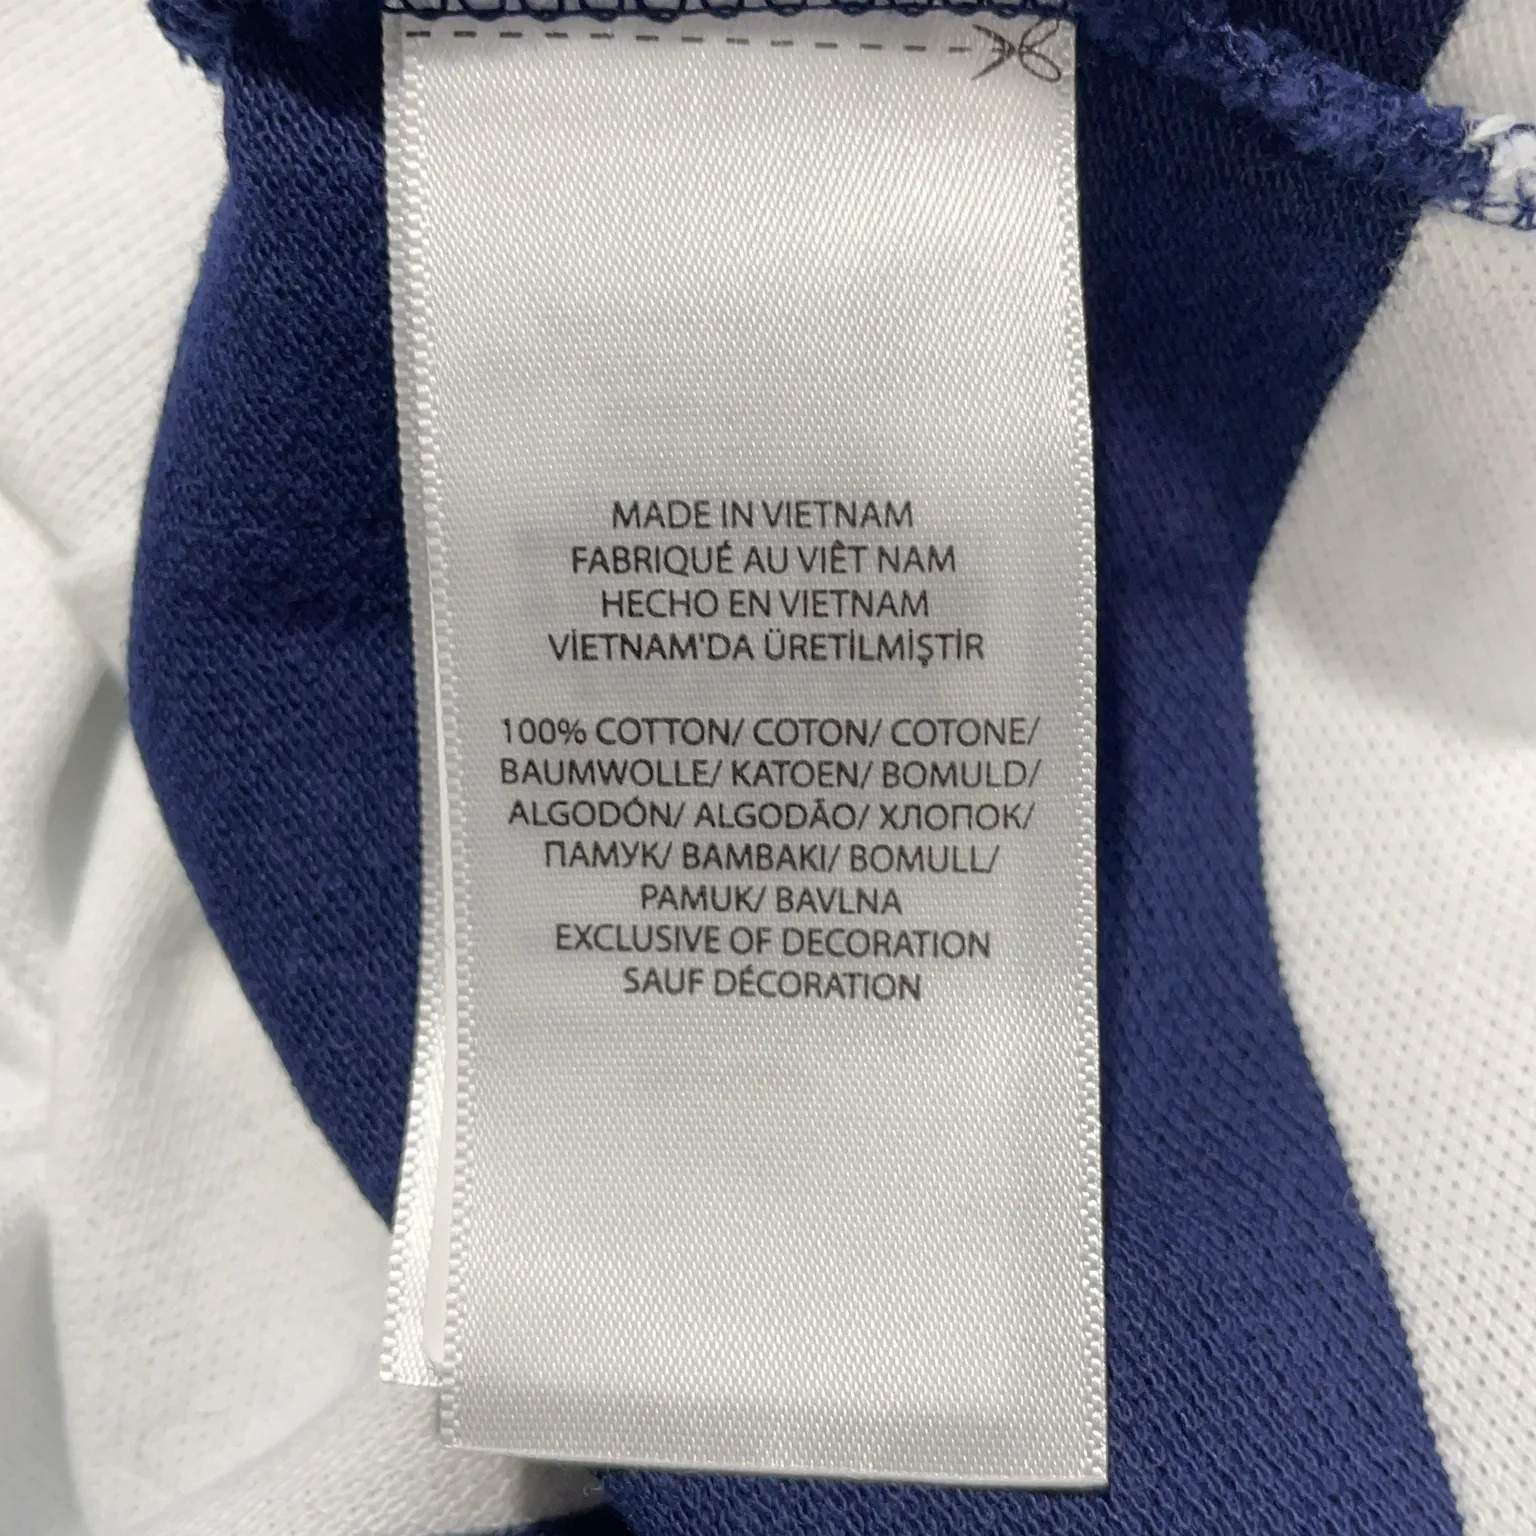 MADE IN VIETNAM
FABRIQUÉ AU VIÊT NAM
HECHO EN VIETNAM
VİETNAM'DA ÜRETİLMİŞTİR
100% COTTON/ COTON/ COTONE/
BAUMWOLLE/ KATOEN/ BOMULD/
ALGODÓN/ ALGODÃO/ ХЛОПОК/
ПАМУК/ BAMBAKI/ BOMULL/
PAMUK/ BAVLNA
EXCLUSIVE OF DECORATION
SAUF DÉCORATION